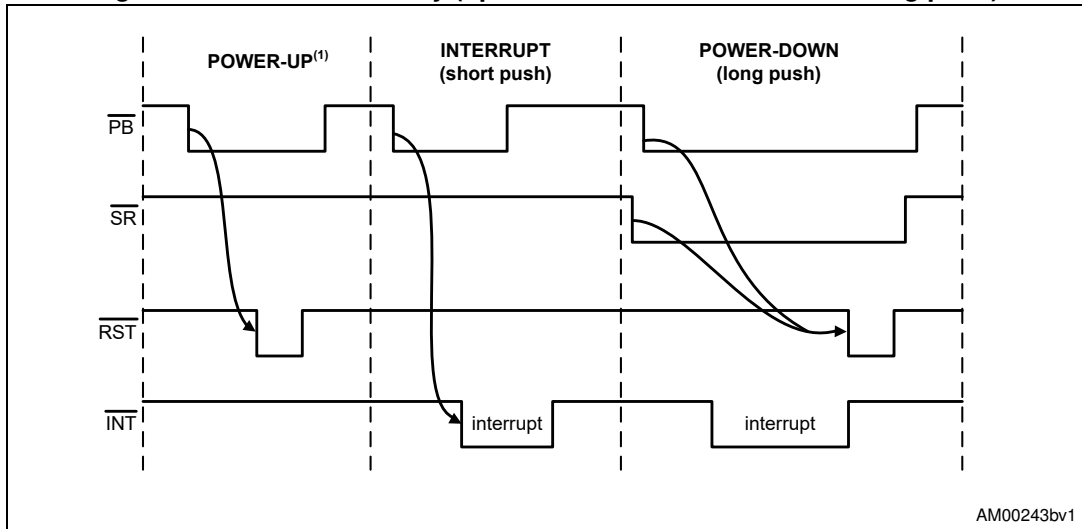 POWER-UP(1)
INTERRUPT
(short push)
POWER-DOWN
(long push)
PB
SR
RST
INT
interrupt
interrupt
AM00243bv1